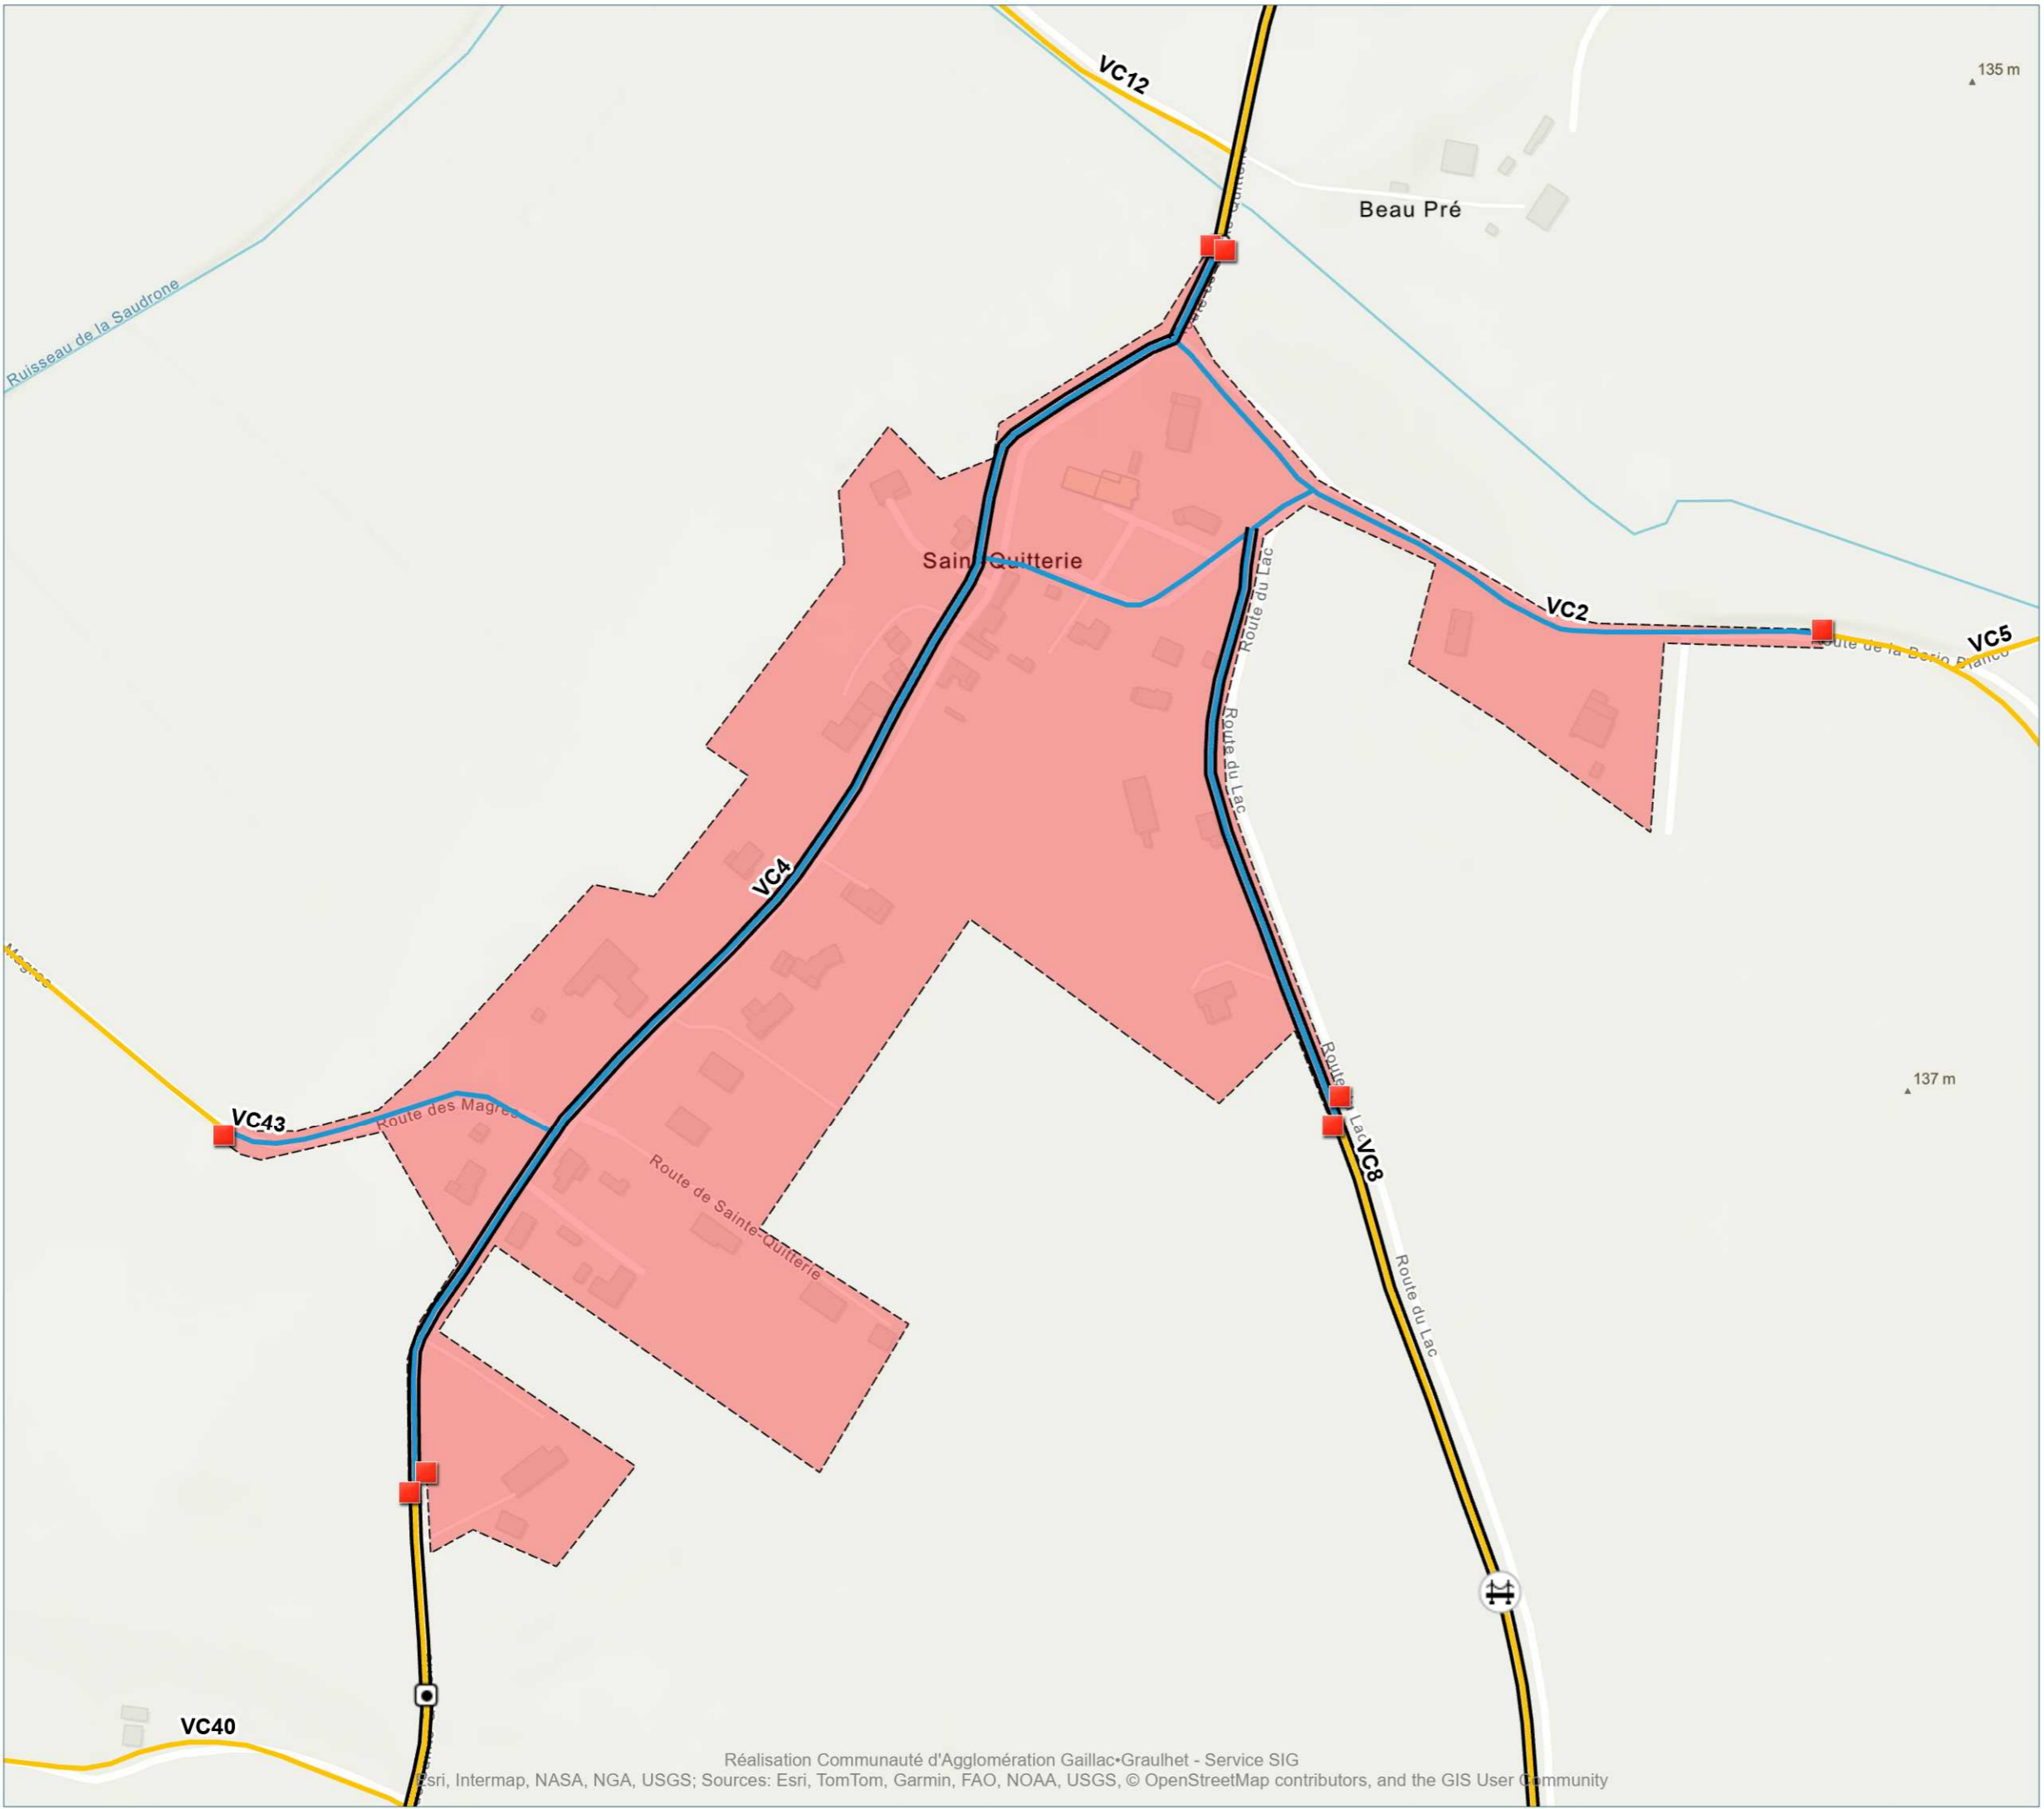 VC12
135 m
Beau Pré
Ruisseau de la Saudrone
Quitterie
VC2
VC5
Route du Lac
Route du Lac
VC4
137 m
VC43
Route des Magres
Magres
Route
Lac
VC8
Route de Sainte-Quitterie
Route du Lac
VC40
Réalisation Communauté d'Agglomération Gaillac•Graulhet - Service SIG
Esri, Intermap, NASA, NGA, USGS; Sources: Esri, TomTom, Garmin, FAO, NOAA, USGS, © OpenStreetMap contributors, and the GIS User Community